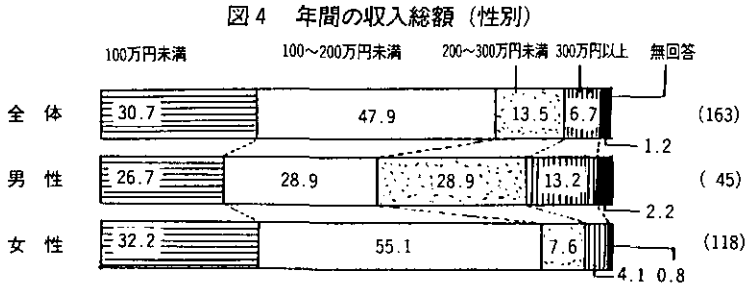 図4 年間の収入総額（性別）
100万円未満 100～200万円未満 200～300万円未満 300万円以上 無回答
全体 30.7 47.9 13.5 6.7 (163)
1.2
男性 26.7 28.9 28.9 13.2 ( 45)
2.2
女性 32.2 55.1 7.6 (118)
4.1 0.8